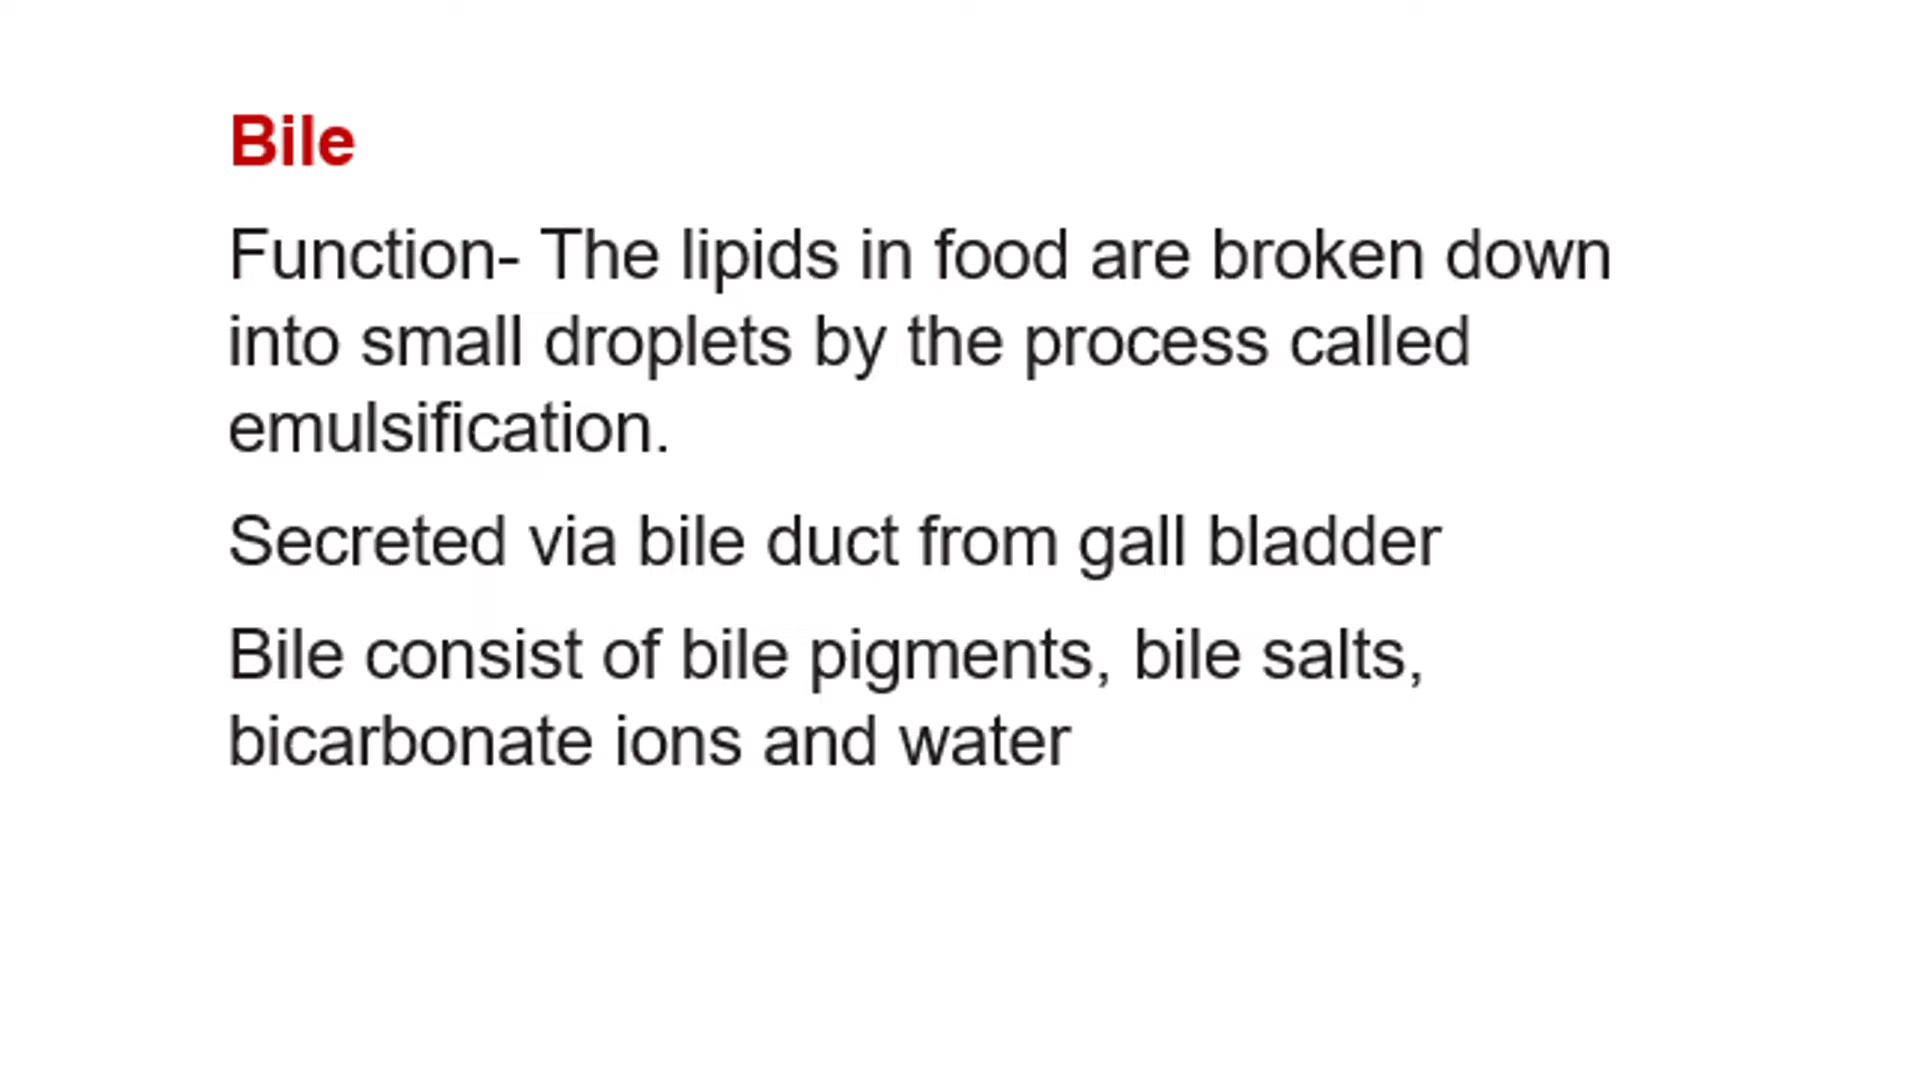 Bile
Function- The lipids in food are broken down
into small droplets by the process called
emulsification.
Secreted via bile duct from gall bladder
Bile consist of bile pigments, bile salts,
bicarbonate ions and water